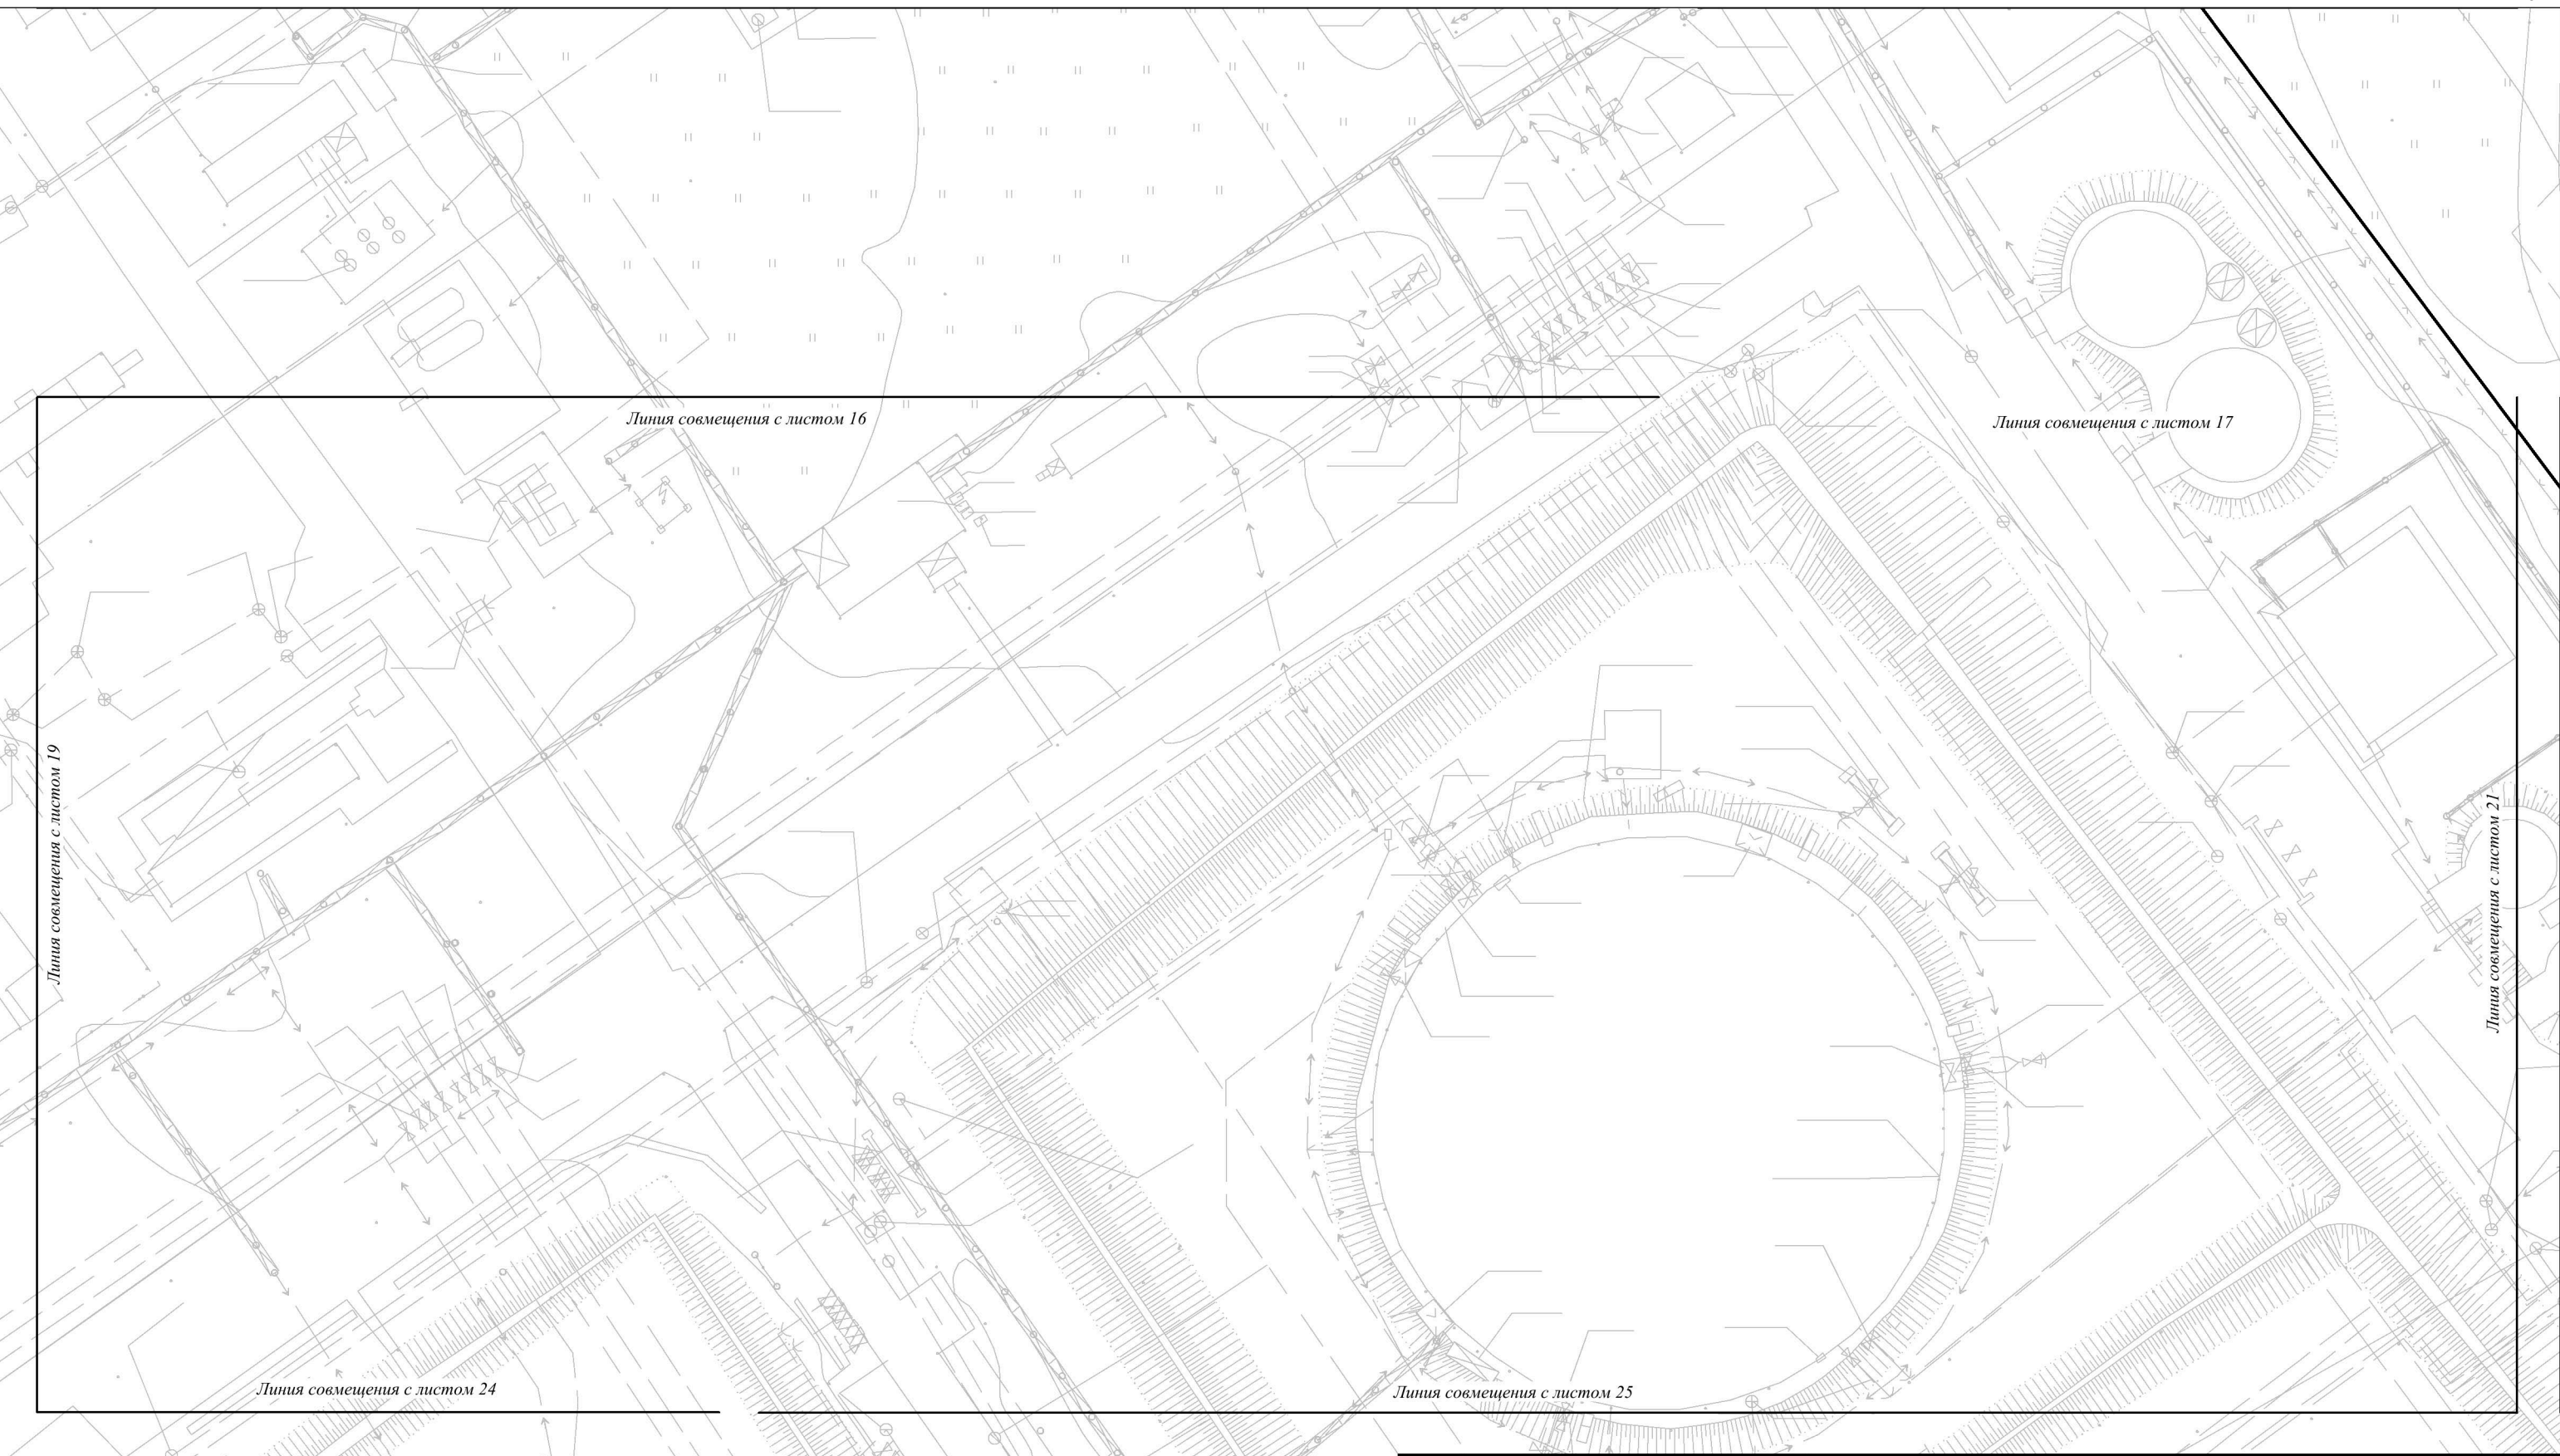 Линия совмещения с листом 16
Линия совмещения с листом 17
Линия совмещения с листом 19
Линия совмещения с листом 21
Линия совмещения с листом 24
Линия совмещения с листом 25